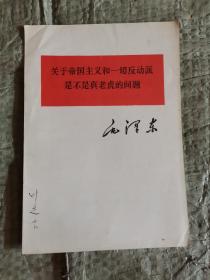 关于帝国主义和一切反动派
是不是真老虎的问题
毛泽东